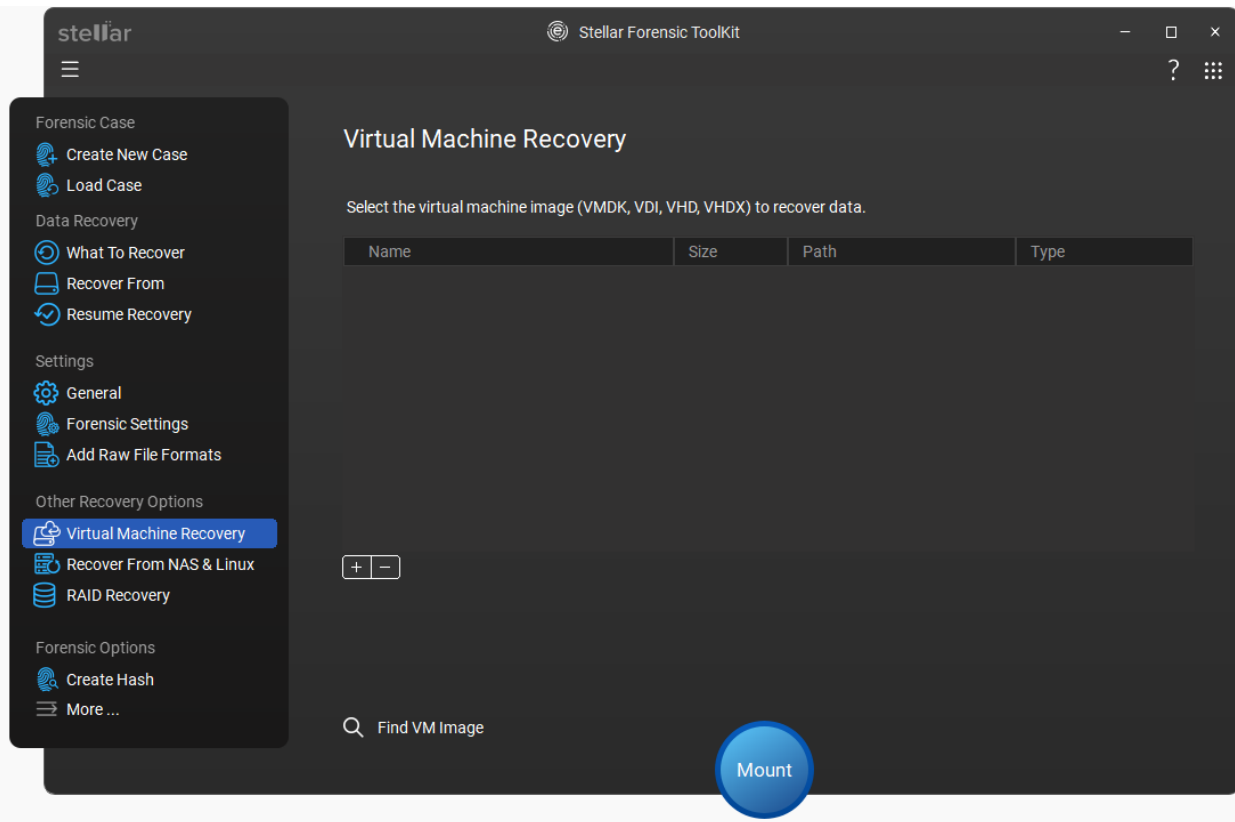 stellar
Stellar Forensic ToolKit
?
Forensic Case
Create New Case
Load Case
Data Recovery
What To Recover
Recover From
Resume Recovery
Settings
General
Forensic Settings
Add Raw File Formats
Other Recovery Options
Virtual Machine Recovery
Recover From NAS & Linux
RAID Recovery
Forensic Options
Create Hash
More ...
Virtual Machine Recovery
Select the virtual machine image (VMDK, VDI, VHD, VHDX) to recover data.
Name Size Path Type
+ −
Find VM Image
Mount